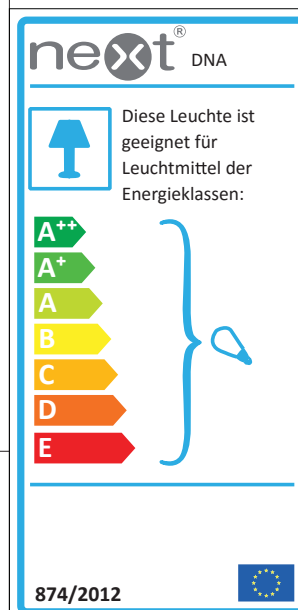 next® DNA
Diese Leuchte ist
geeignet für
Leuchtmittel der
Energieklassen:
A++
A+
A
B
C
D
E
874/2012